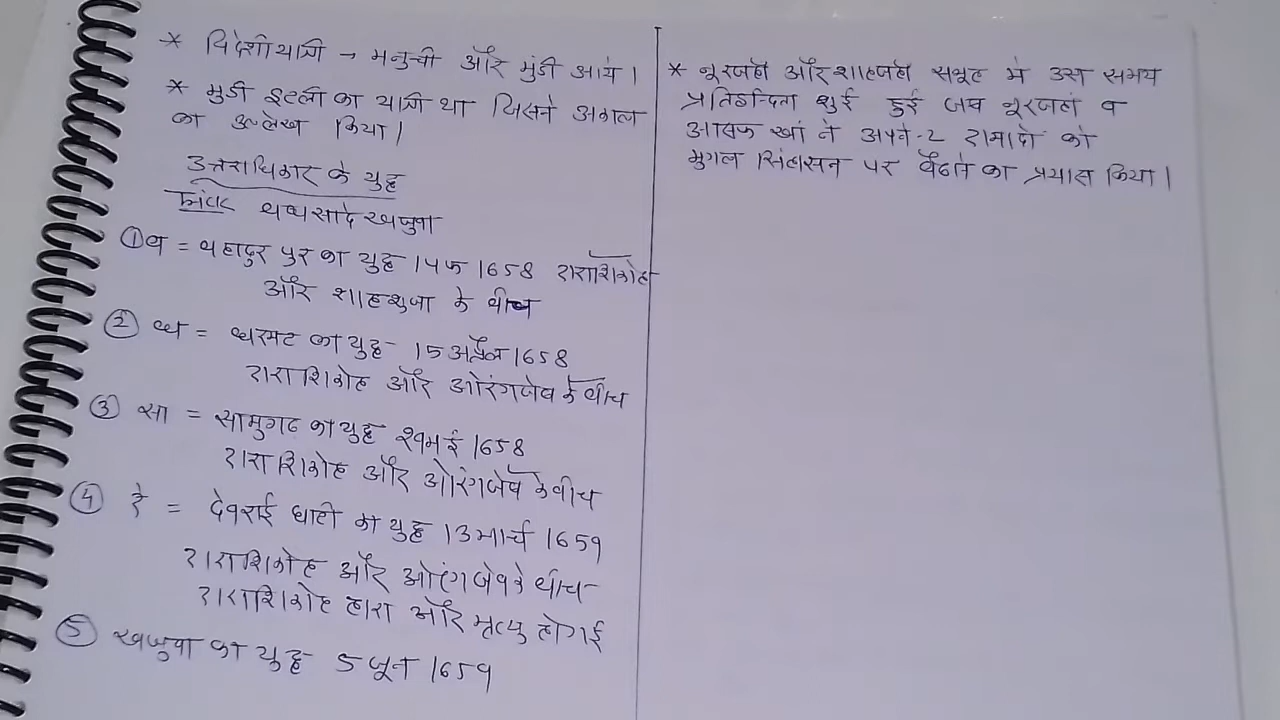 * विदेशी यात्रि → मनुची और मुंडी आये।
* मुंडी इटली का यात्रि था जिसने अकाल
का उल्लेख किया।
उत्तराधिकार के युद्ध
ट्रिक धरमसादे खजुवा
① ब = बहादुर पुर का युद्ध 14 फ 1658 दाराशिकोह
और शाहशुजा के बीच
② ध = धरमट का युद्ध - 15 अप्रैल 1658
दाराशिकोह और औरंगजेब के बीच
③ सा = सामुगढ का युद्ध 29 मई 1658
दाराशिकोह और औरंगजेब के बीच
④ दे = देवराई घाटी का युद्ध 13 मार्च 1659
दाराशिकोह और औरंगजेब के बीच -
दाराशिकोह हारा और मृत्यु हो गई
⑤ खजुवा का युद्ध 5 जून 1659
* नूरजहाँ और शाहजहाँ समूह मे उस समय
प्रतिद्वन्दिता शुई हुई जब नूरजहां व
आसफ खां ने अपने-2 दामादो को
मुगल सिंहासन पर बैठाने का प्रयास किया।